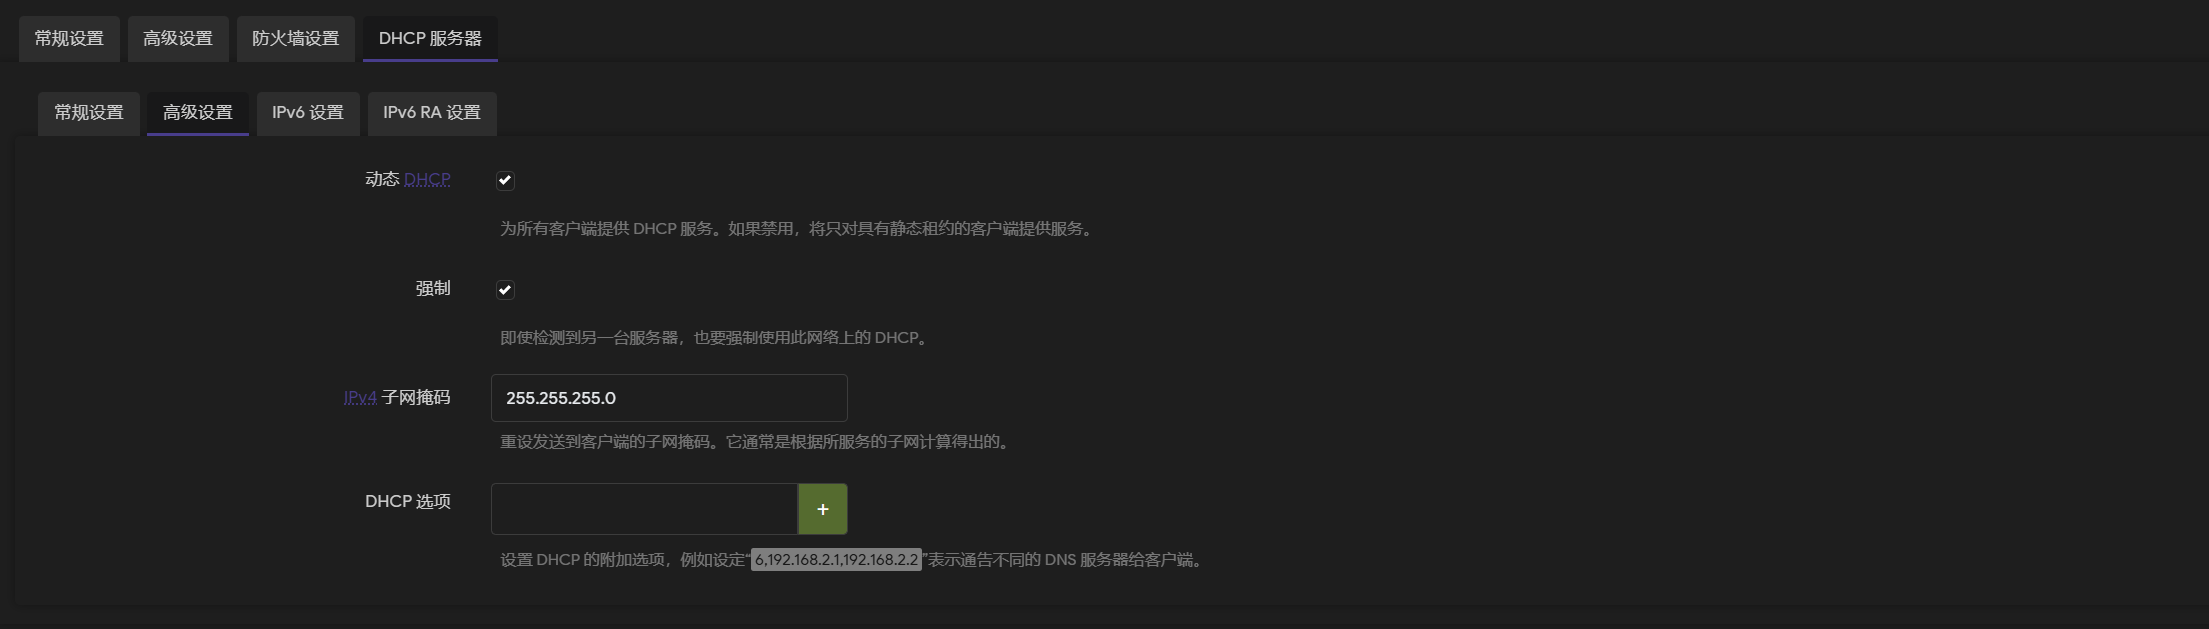 常规设置 高级设置 防火墙设置 DHCP 服务器
常规设置 高级设置 IPv6 设置 IPv6 RA 设置
动态 DHCP
为所有客户端提供 DHCP 服务。如果禁用，将只对具有静态租约的客户端提供服务。
强制
即使检测到另一台服务器，也要强制使用此网络上的 DHCP。
IPv4 子网掩码 255.255.255.0
重设发送到客户端的子网掩码。它通常是根据所服务的子网计算得出的。
DHCP 选项 +
设置 DHCP 的附加选项，例如设定“6,192.168.2.1,192.168.2.2”表示通告不同的 DNS 服务器给客户端。